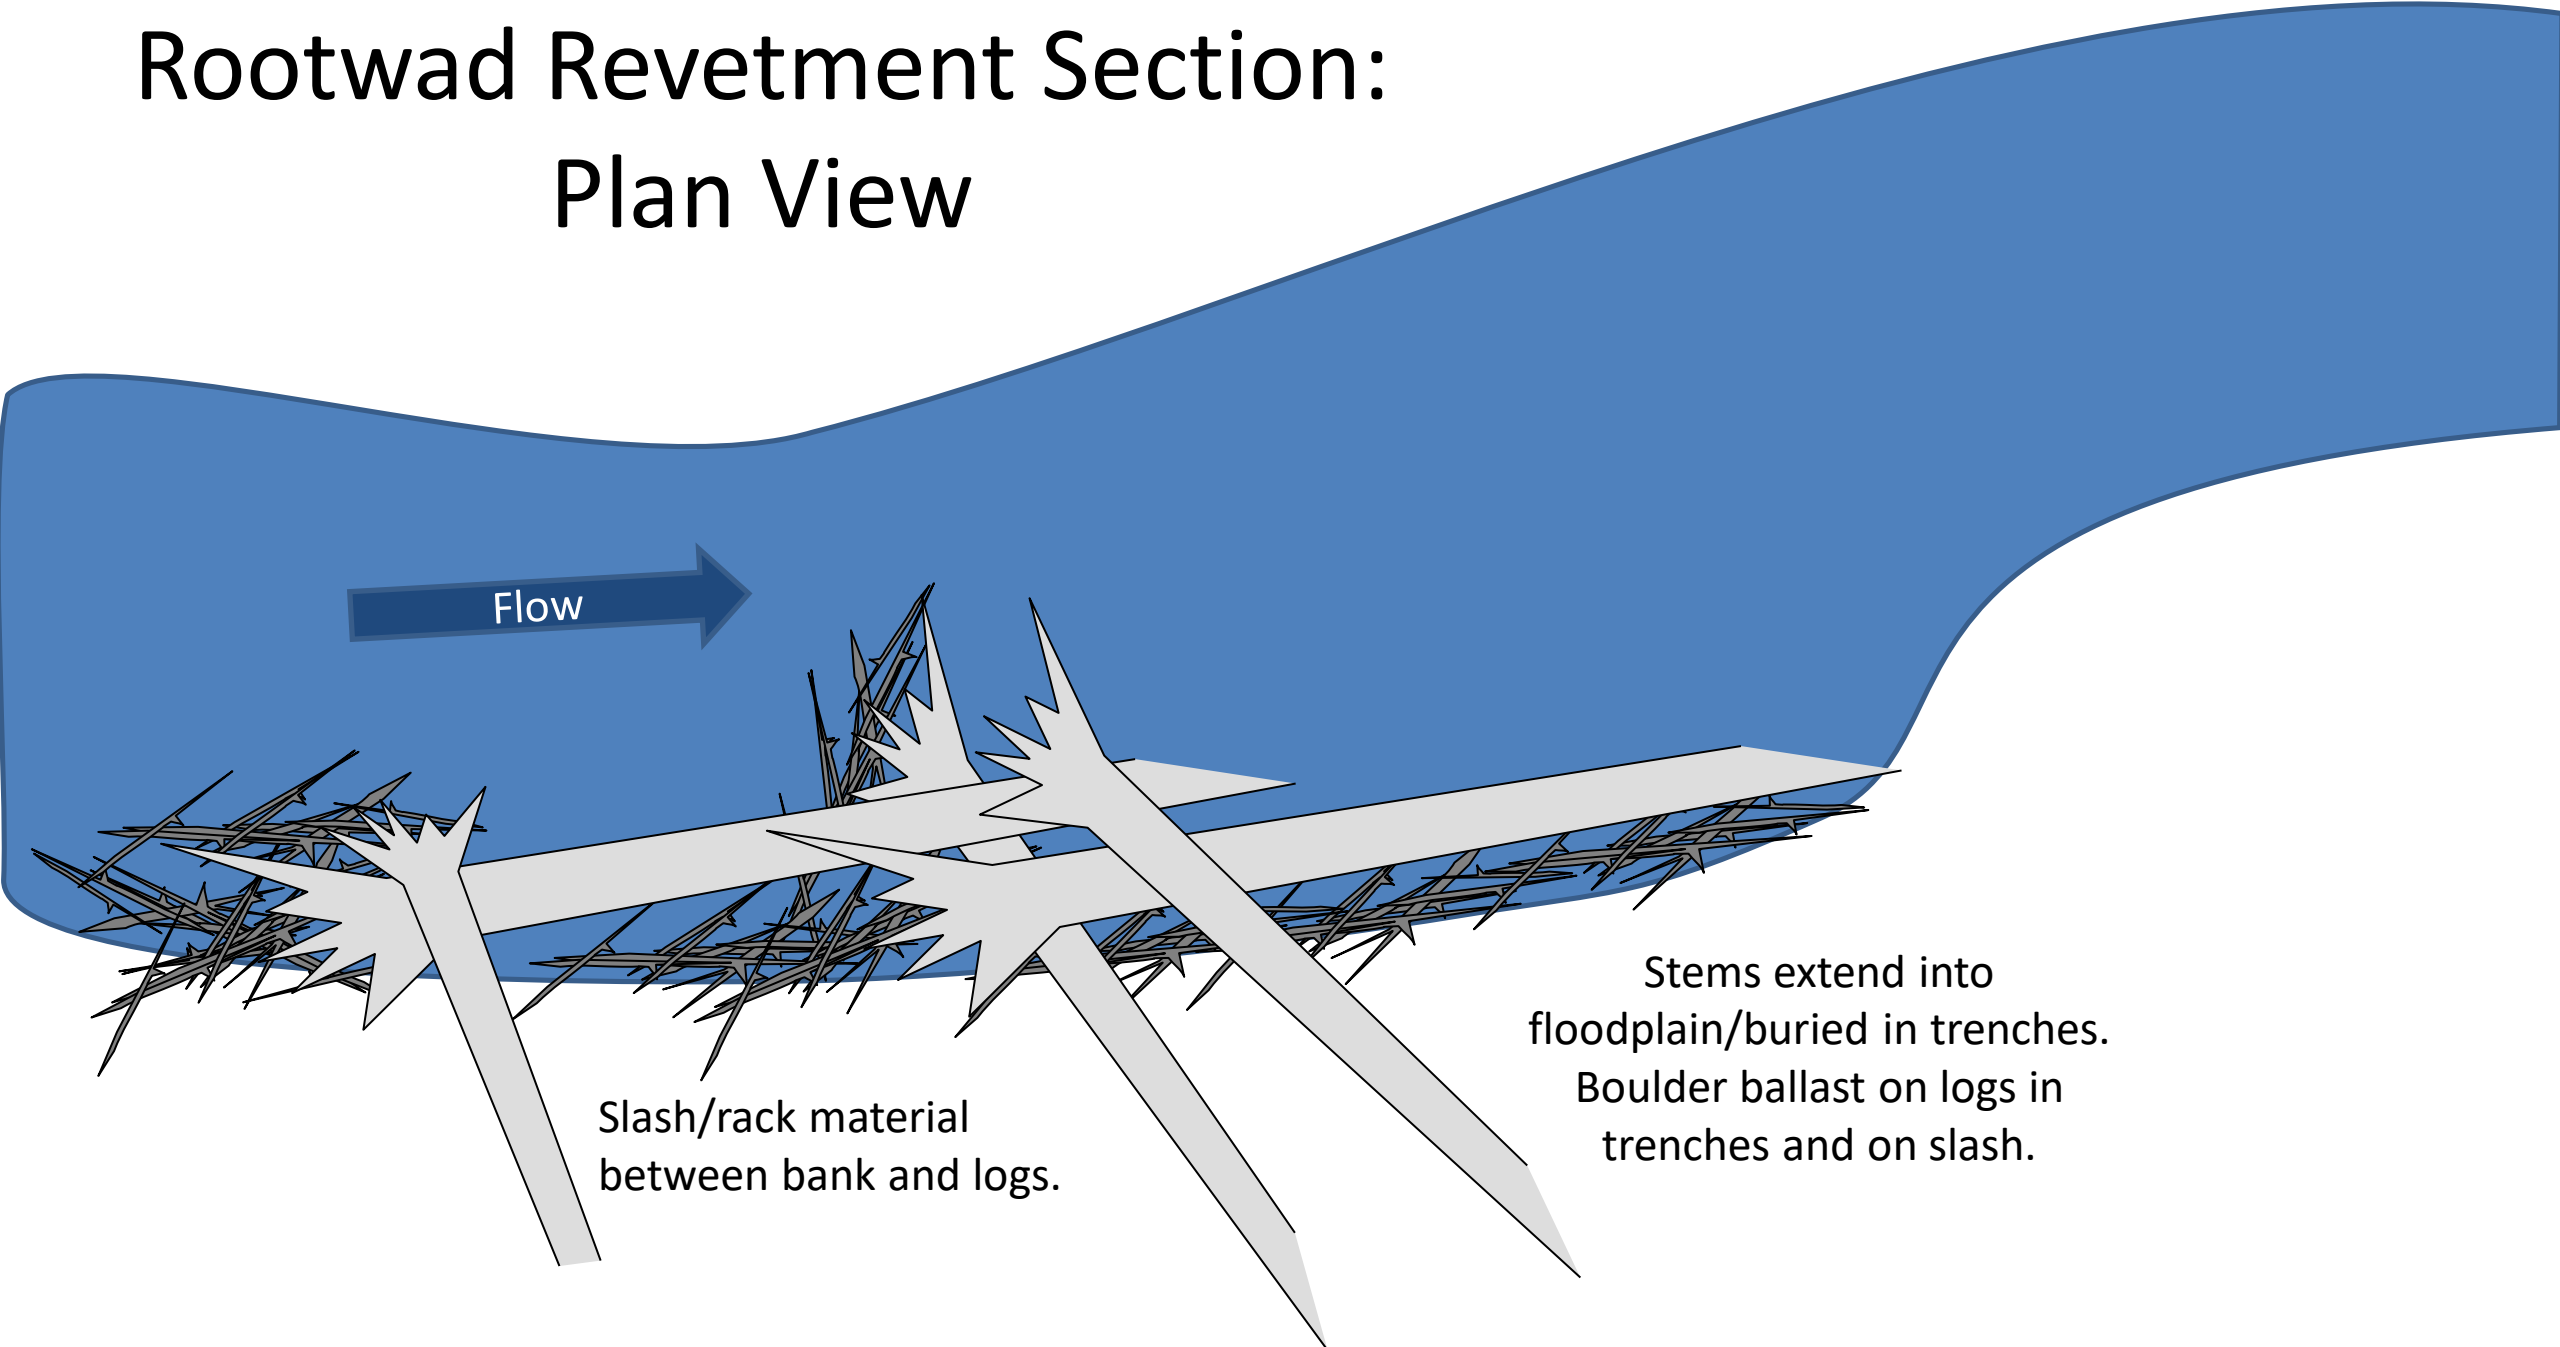 Rootwad Revetment Section:
Plan View
Flow
Stems extend into
floodplain/buried in trenches.
Boulder ballast on logs in
trenches and on slash.
Slash/rack material
between bank and logs.